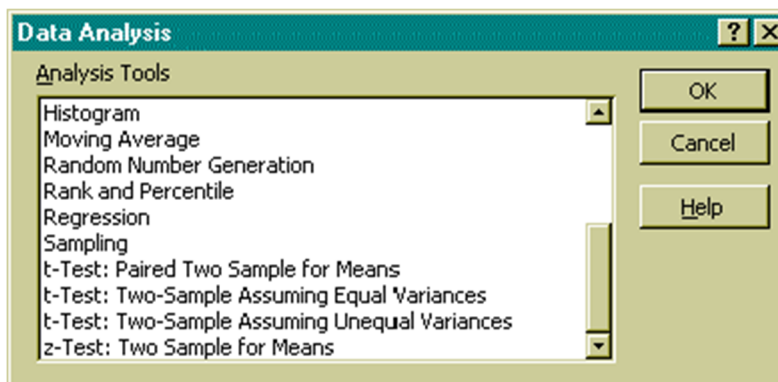 Data Analysis
Analysis Tools
Histogram
Moving Average
Random Number Generation
Rank and Percentile
Regression
Sampling
t-Test: Paired Two Sample for Means
t-Test: Two-Sample Assuming Equal Variances
t-Test: Two-Sample Assuming Unequal Variances
z-Test: Two Sample for Means
OK
Cancel
Help